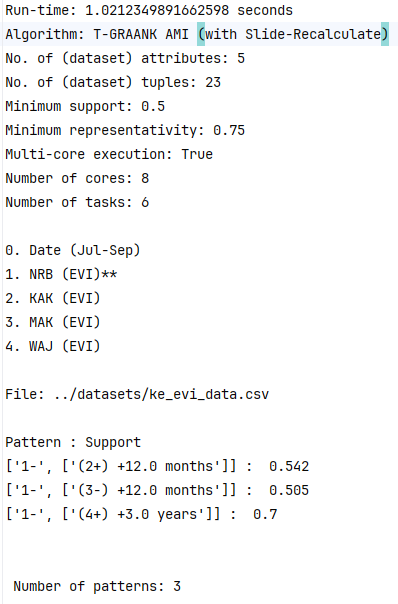 Run-time: 1.0212349891662598 seconds
Algorithm: T-GRAANK AMI (with Slide-Recalculate)
No. of (dataset) attributes: 5
No. of (dataset) tuples: 23
Minimum support: 0.5
Minimum representativity: 0.75
Multi-core execution: True
Number of cores: 8
Number of tasks: 6
0. Date (Jul-Sep)
1. NRB (EVI)**
2. KAK (EVI)
3. MAK (EVI)
4. WAJ (EVI)
File: ../datasets/ke_evi_data.csv
Pattern : Support
['1-', ['(2+) +12.0 months']] :  0.542
['1-', ['(3-) +12.0 months']] :  0.505
['1-', ['(4+) +3.0 years']] :  0.7
Number of patterns: 3